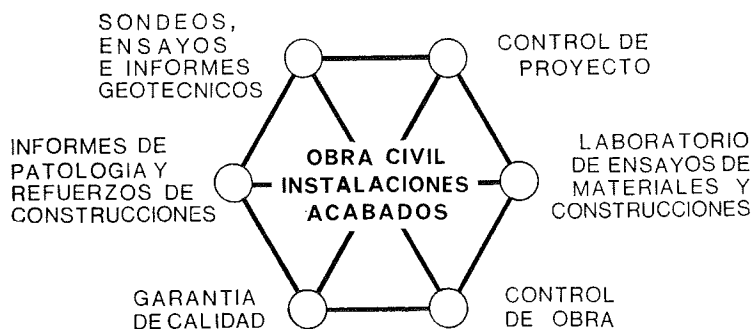 SONDEOS,
ENSAYOS
E INFORMES
GEOTECNICOS
CONTROL DE
PROYECTO
INFORMES DE
PATOLOGIA Y
REFUERZOS DE
CONSTRUCCIONES
OBRA CIVIL
INSTALACIONES
ACABADOS
LABORATORIO
DE ENSAYOS DE
MATERIALES Y
CONSTRUCCIONES
GARANTIA
DE CALIDAD
CONTROL
DE OBRA